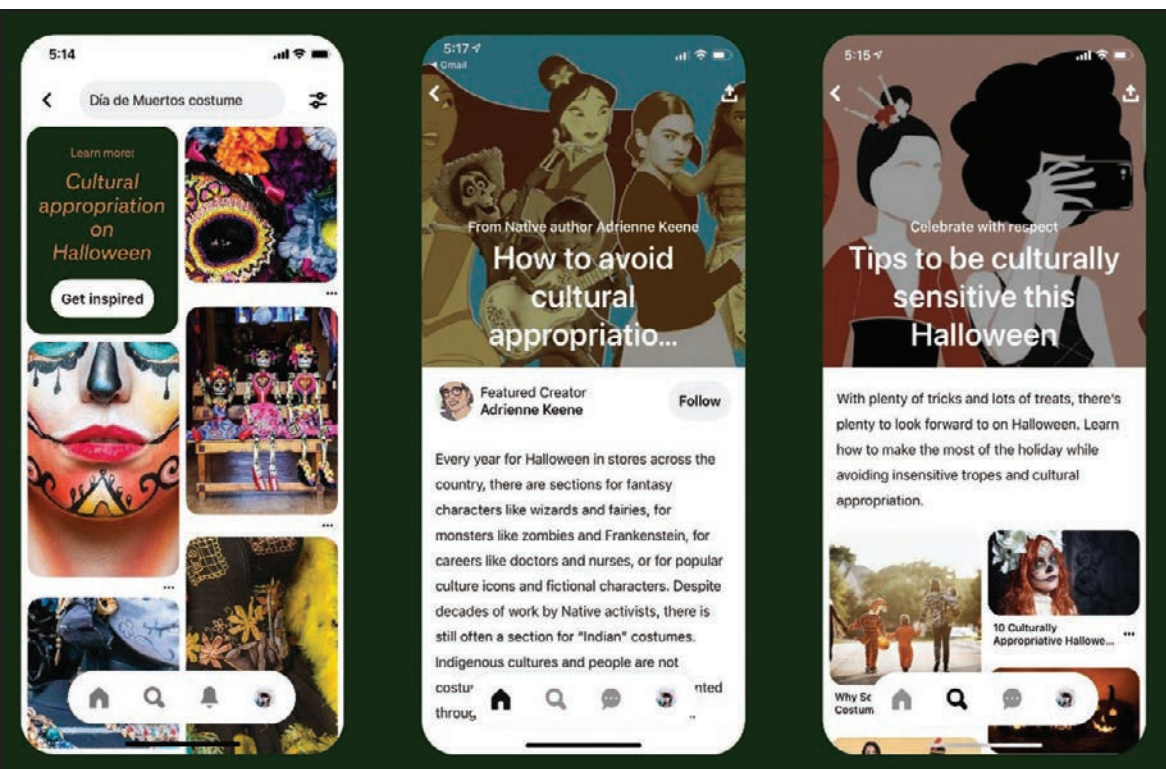 5:14
Día de Muertos costume
Learn more:
Cultural
appropriation
on
Halloween
Get inspired
5:17
Gmail
From Native author Adrienne Keene
How to avoid
cultural
appropriatio...
Featured Creator
Adrienne Keene
Follow
Every year for Halloween in stores across the
country, there are sections for fantasy
characters like wizards and fairies, for
monsters like zombies and Frankenstein, for
careers like doctors and nurses, or for popular
culture icons and fictional characters. Despite
decades of work by Native activists, there is
still often a section for "Indian" costumes.
Indigenous cultures and people are not
5:15
Celebrate with respect
Tips to be culturally
sensitive this
Halloween
With plenty of tricks and lots of treats, there's
plenty to look forward to on Halloween. Learn
how to make the most of the holiday while
avoiding insensitive tropes and cultural
appropriation.
10 Culturally
Appropriative Hallowe...
Why Sc
Costum